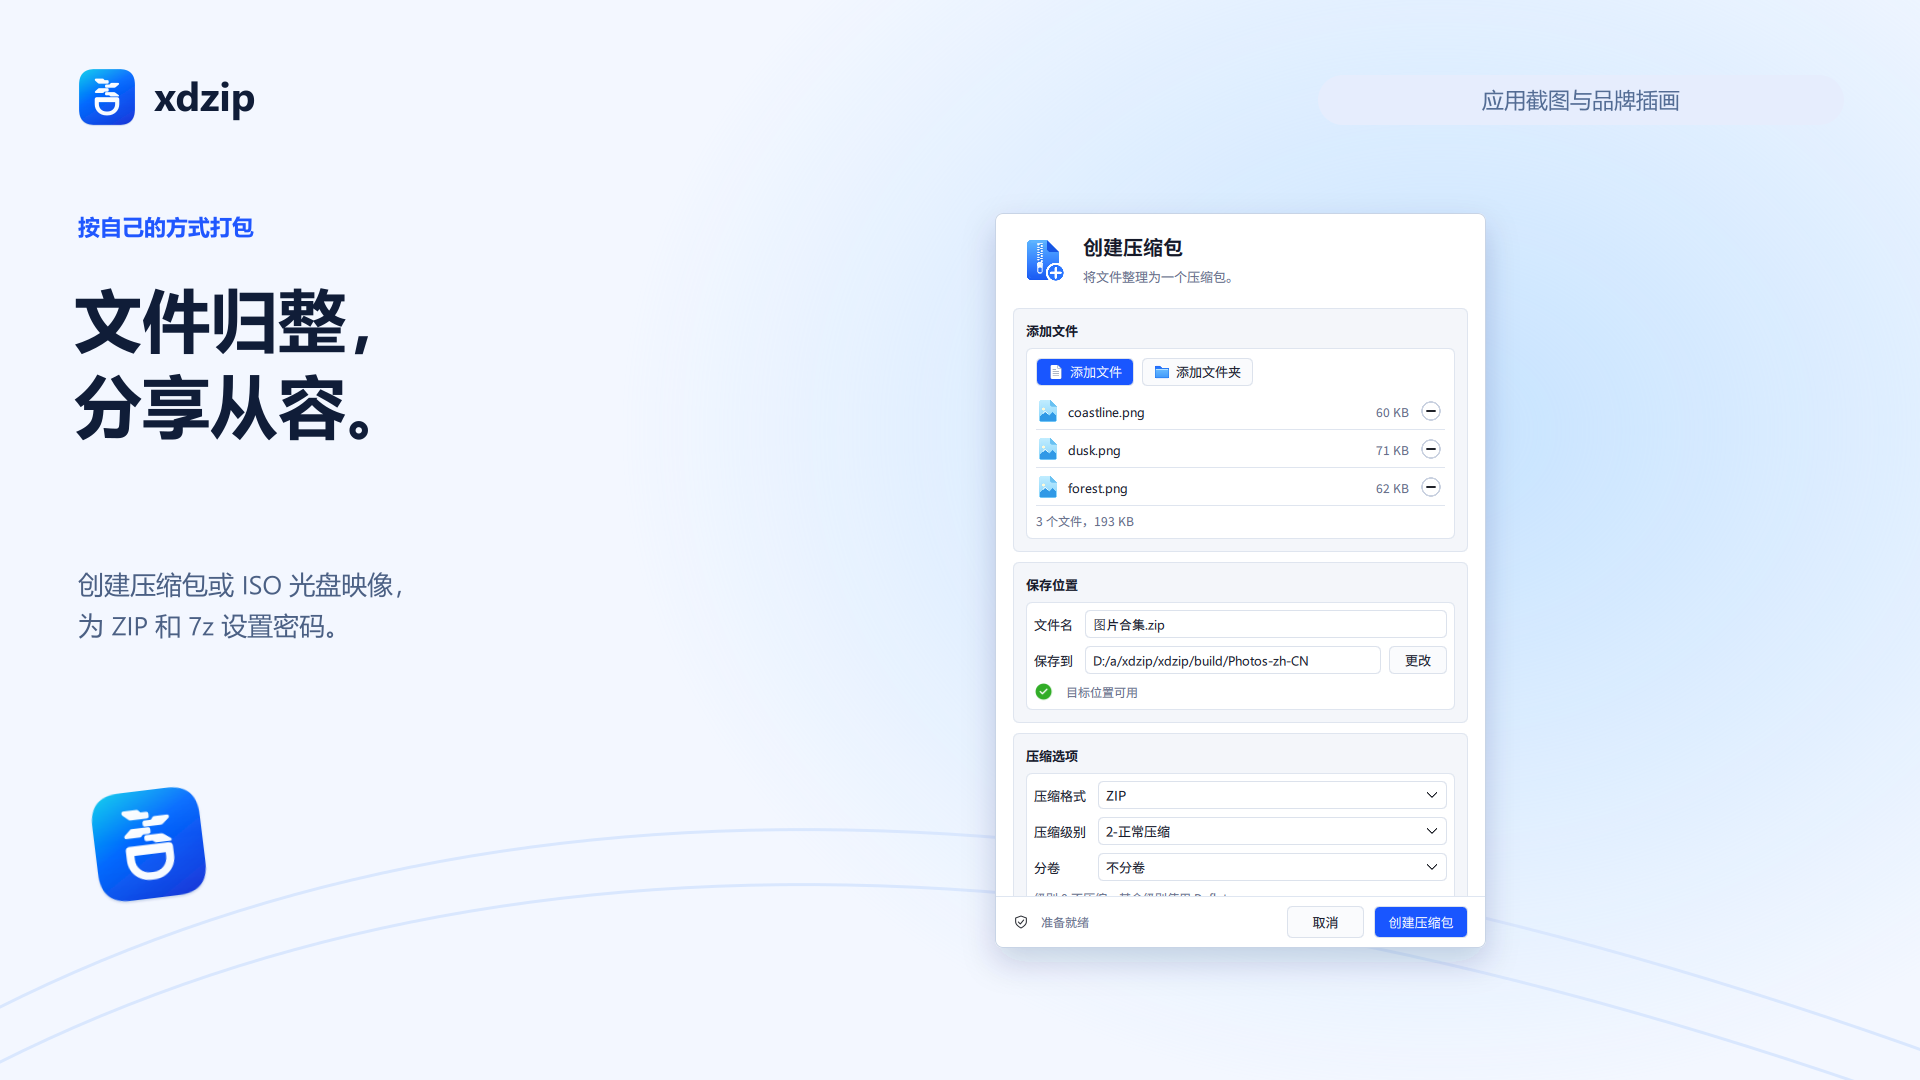 xdzip
应用截图与品牌插画
按自己的方式打包
文件归整，
分享从容。
创建压缩包或 ISO 光盘映像，
为 ZIP 和 7z 设置密码。
创建压缩包
将文件整理为一个压缩包。
添加文件
添加文件 添加文件夹
coastline.png 60 KB
dusk.png 71 KB
forest.png 62 KB
3 个文件，193 KB
保存位置
文件名 图片合集.zip
保存到 D:/a/xdzip/xdzip/build/Photos-zh-CN 更改
目标位置可用
压缩选项
压缩格式 ZIP
压缩级别 2-正常压缩
分卷 不分卷
准备就绪 取消 创建压缩包